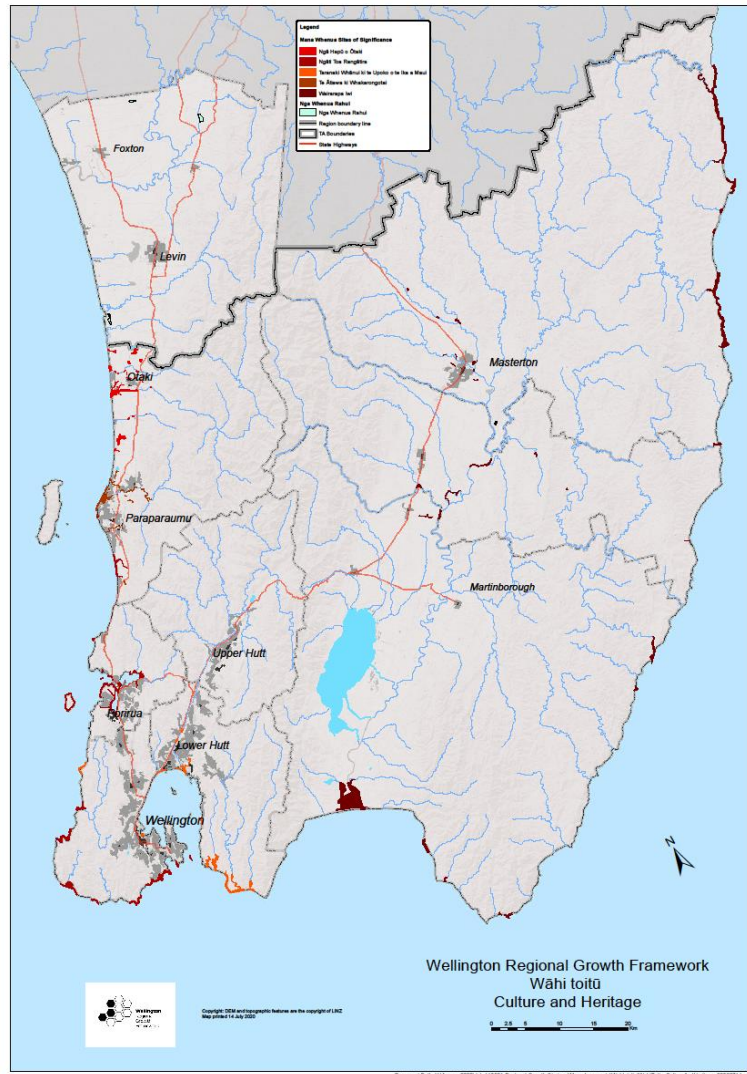 Legend
Mana Whenua Sites of Significance
Ngā Hapū o Ōtaki
Ngāti Toa Rangātira
Taranaki Whānui ki te Upoko o te Ika a Maui
Te Ātiawa ki Whakarongotai
Wairarapa Iwi
Nga Whenua Rahui
Nga Whenua Rahui
Region boundary line
TA Boundaries
State Highways
Foxton
Levin
Otaki
Masterton
Paraparaumu
Martinborough
Upper Hutt
Porirua
Lower Hutt
Wellington
N
Wellington Regional Growth Framework
Wāhi toitū
Culture and Heritage
0 2.5 5 10 15 20
Km
Wellington
Copyright: DEM and topographic features are the copyright of LINZ
Map printed 14 July 2020